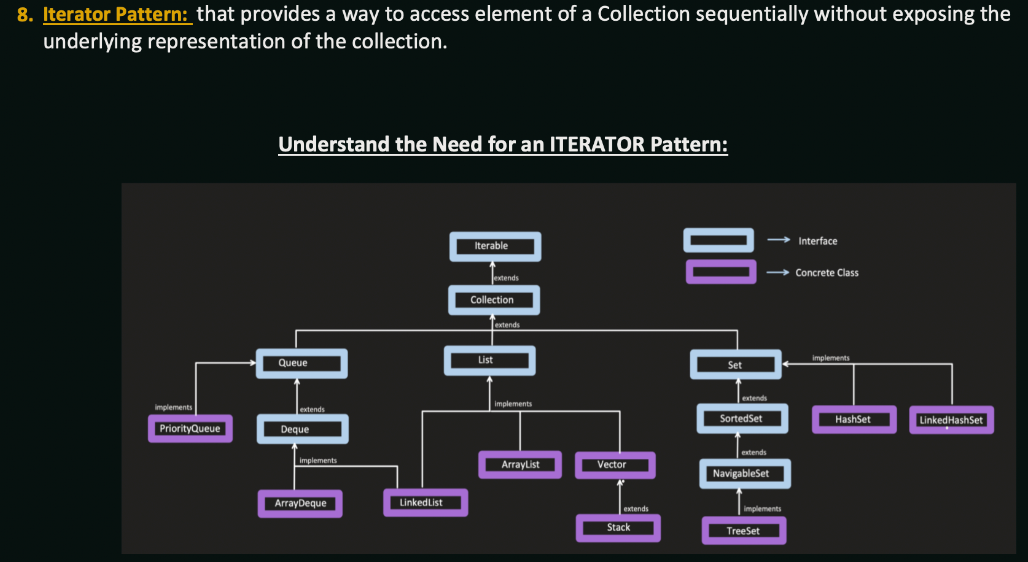 8. Iterator Pattern: that provides a way to access element of a Collection sequentially without exposing the
underlying representation of the collection.
Understand the Need for an ITERATOR Pattern:
Iterable
Interface
extends
Concrete Class
Collection
extends
Queue
List
Set
implements
implements
extends
implements
extends
PriorityQueue
Deque
SortedSet
HashSet
LinkedHashSet
implements
extends
ArrayList
Vector
NavigableSet
ArrayDeque
LinkedList
extends
implements
Stack
TreeSet